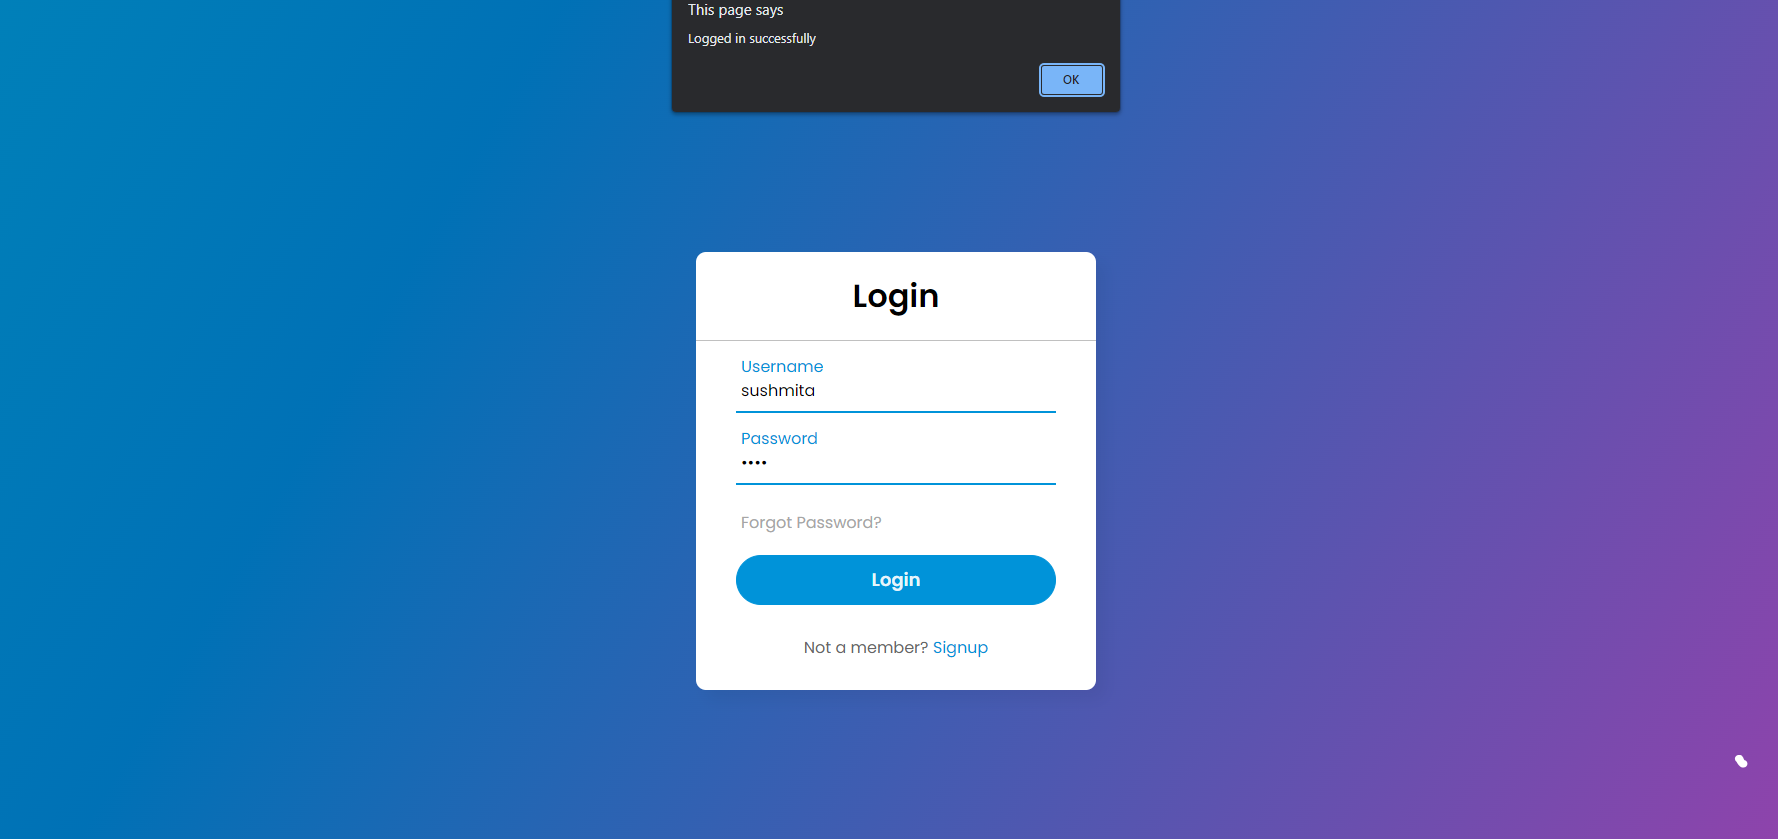 This page says
Logged in successfully
OK
Login
Username
sushmita
Password
••••
Forgot Password?
Login
Not a member? Signup